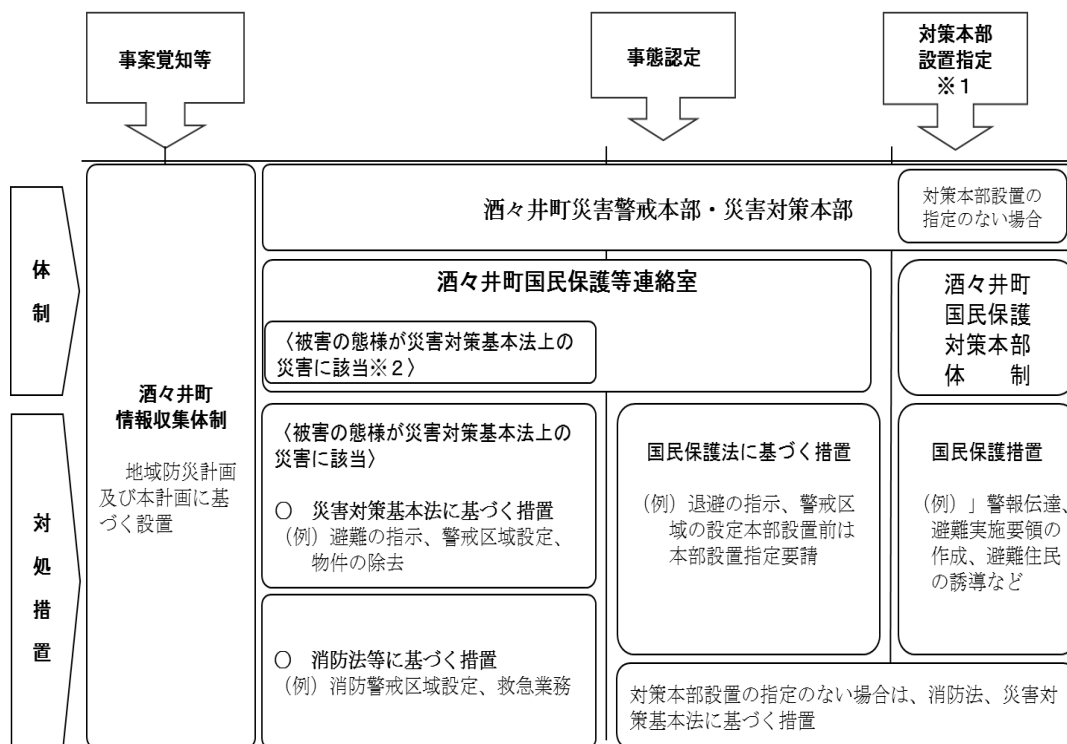 事案覚知等
事態認定
対策本部
設置指定
※1
体
制
対
処
措
置
酒々井町
情報収集体制
地域防災計画
及び本計画に基
づく設置
酒々井町災害警戒本部・災害対策本部
対策本部設置の
指定のない場合
酒々井町国民保護等連絡室
〈被害の態様が災害対策基本法上の
災害に該当※2〉
酒々井町
国民保護
対策本部
体　　制
〈被害の態様が災害対策基本法上の
災害に該当〉
○　災害対策基本法に基づく措置
（例）避難の指示、警戒区域設定、
物件の除去
○　消防法等に基づく措置
（例）消防警戒区域設定、救急業務
国民保護法に基づく措置
（例）退避の指示、警戒区
域の設定本部設置前は
本部設置指定要請
国民保護措置
（例）」警報伝達、
避難実施要領の
作成、避難住民
の誘導など
対策本部設置の指定のない場合は、消防法、災害対
策基本法に基づく措置